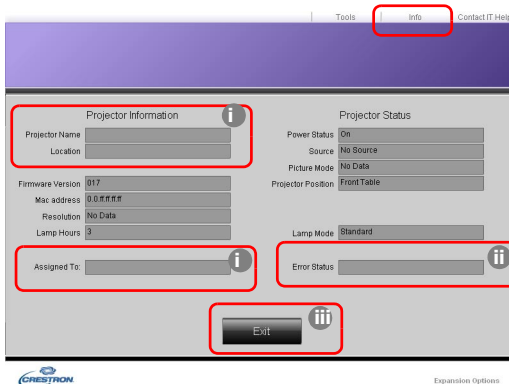 Tools Info Contact IT Help
Projector Information i
Projector Name
Location
Firmware Version 017
Mac address 0.0.ff.ff.ff.ff
Resolution No Data
Lamp Hours 3
Assigned To: i
Projector Status
Power Status On
Source No Source
Picture Mode No Data
Projector Position Front Table
Lamp Mode Standard
Error Status ii
Exit iii
CRESTRON
Expansion Options